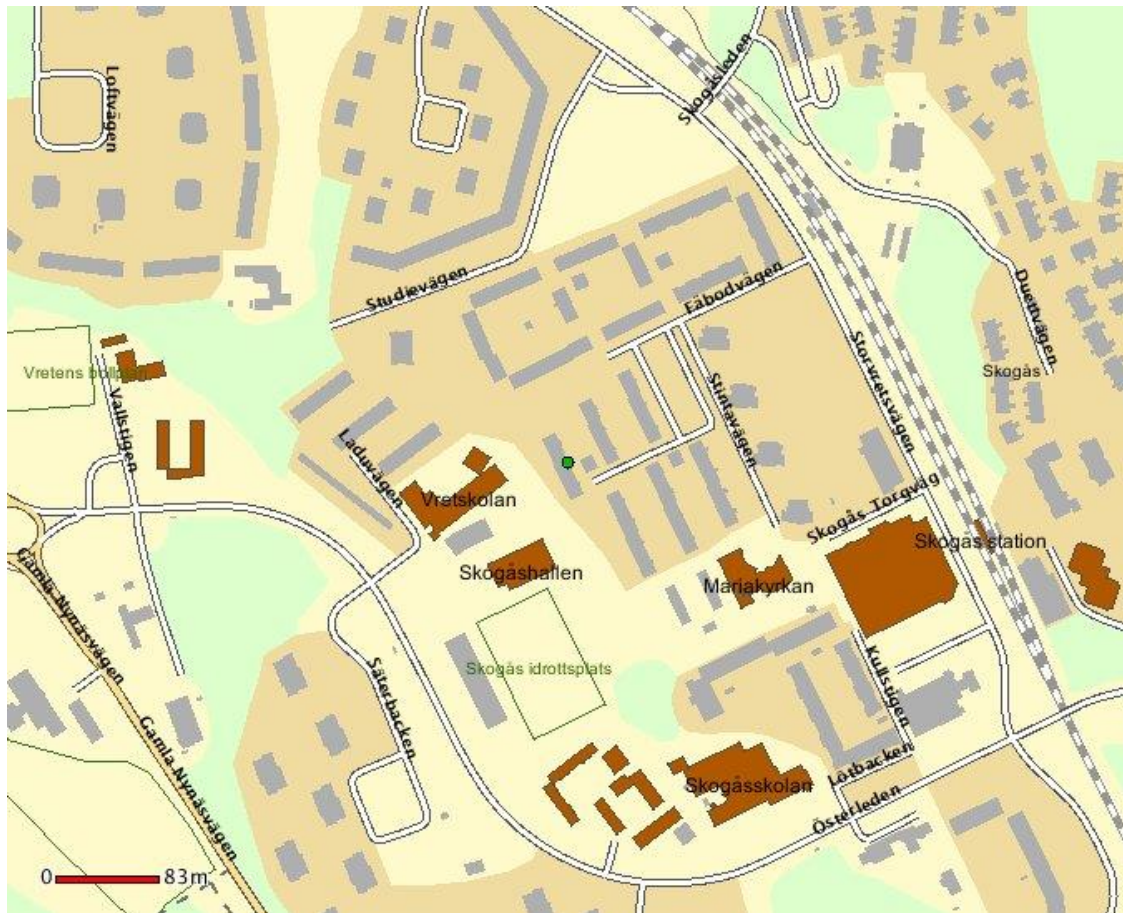 Loftvägen
Skogåsleden
Studievägen
Fäbodvägen
Duettvägen
Storvretsvägen
Skogås
Vretens bollplan
Stintavägen
Vallstigen
Laduvägen
Vretskolan
Skogås Torgväg
Skogås station
Skogåshallen
Mariakyrkan
Gamla Nynäsvägen
Skogås idrottsplats
Säterbacken
Kullstigen
Gamla Nynäsvägen
Lötbacken
Skogåsskolan
Österleden
0 83m